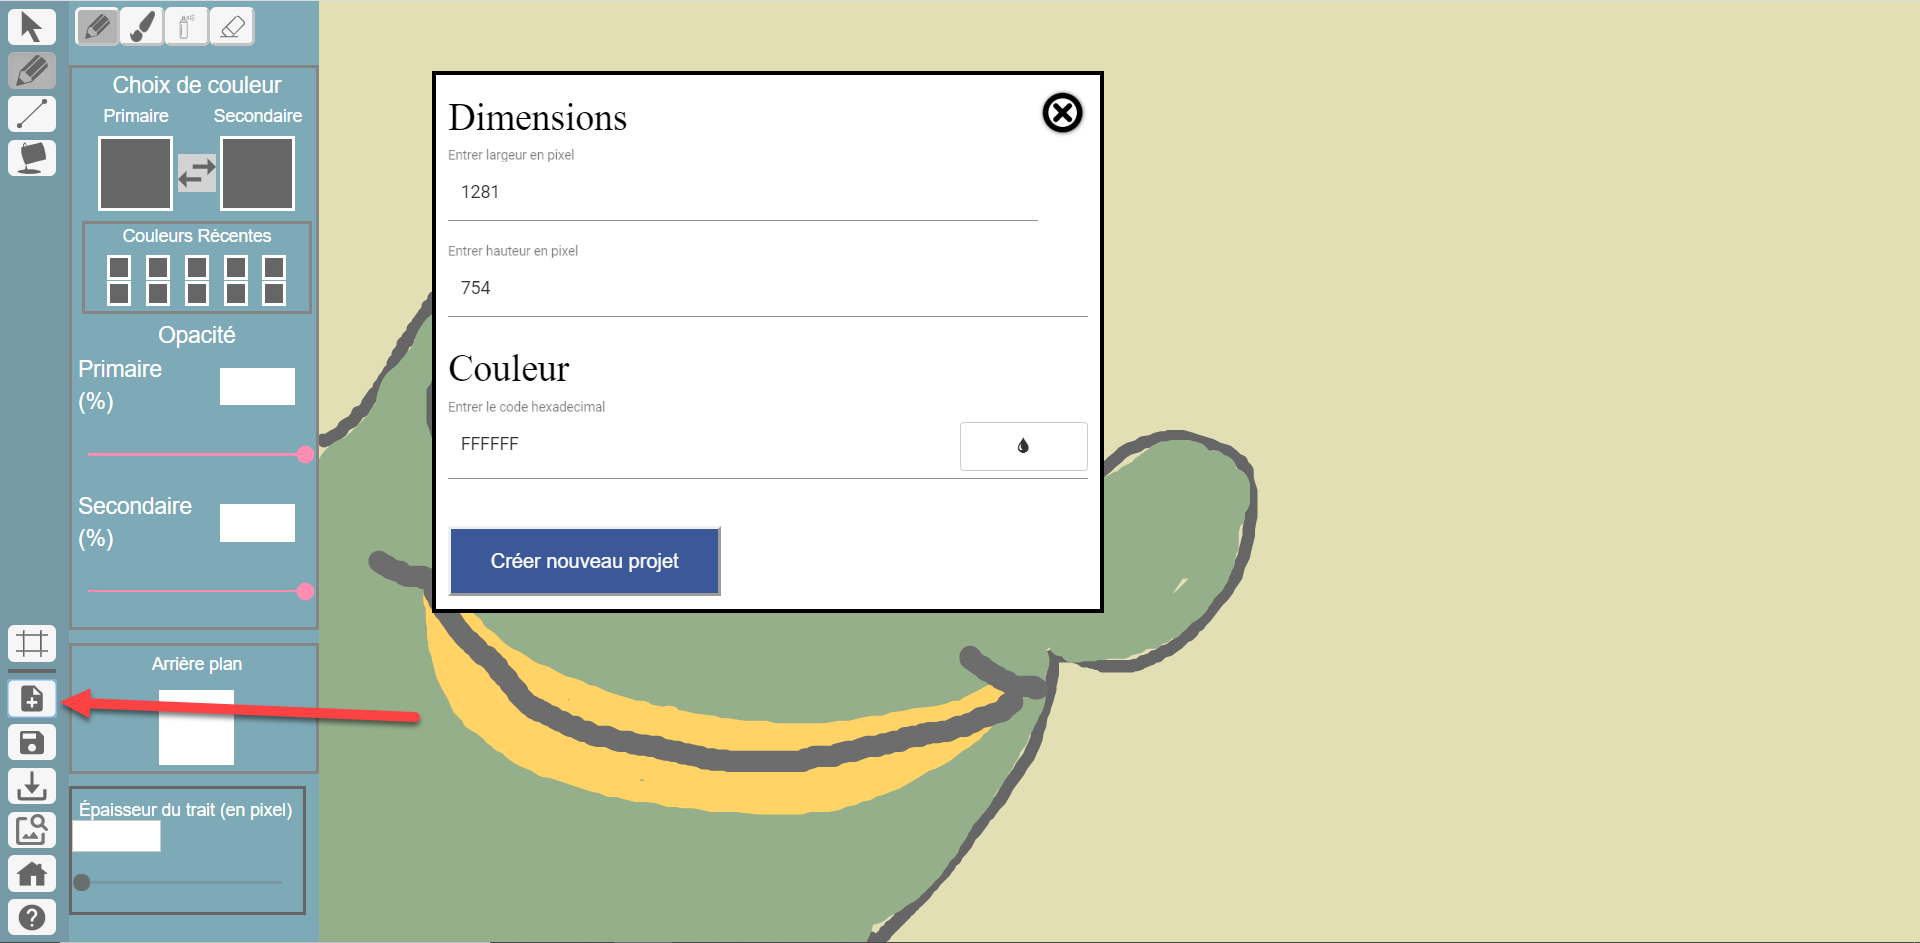 Choix de couleur
Primaire Secondaire
Couleurs Récentes
Opacité
Primaire
(%)
Secondaire
(%)
Arrière plan
Épaisseur du trait (en pixel)
Dimensions
Entrer largeur en pixel
1281
Entrer hauteur en pixel
754
Couleur
Entrer le code hexadecimal
FFFFFF
Créer nouveau projet